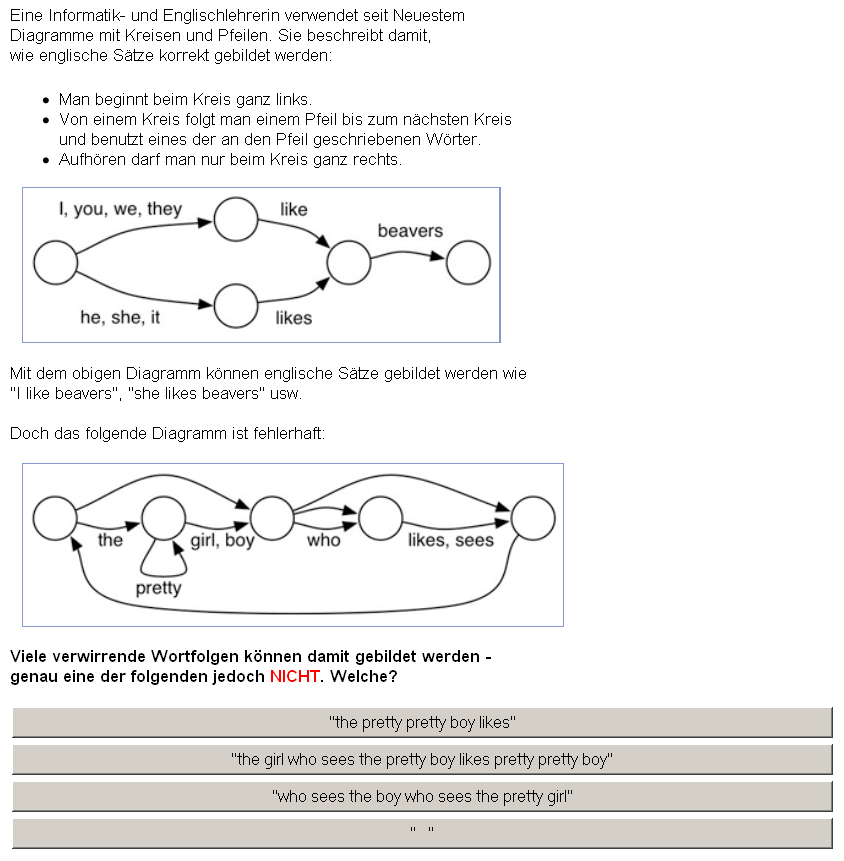 Eine Informatik- und Englischlehrerin verwendet seit Neuestem
Diagramme mit Kreisen und Pfeilen. Sie beschreibt damit,
wie englische Sätze korrekt gebildet werden:
• Man beginnt beim Kreis ganz links.
• Von einem Kreis folgt man einem Pfeil bis zum nächsten Kreis
und benutzt eines der an den Pfeil geschriebenen Wörter.
• Aufhören darf man nur beim Kreis ganz rechts.
I, you, we, they
like
beavers
he, she, it
likes
Mit dem obigen Diagramm können englische Sätze gebildet werden wie
"I like beavers", "she likes beavers" usw.
Doch das folgende Diagramm ist fehlerhaft:
the
girl, boy
who
likes, sees
pretty
Viele verwirrende Wortfolgen können damit gebildet werden -
genau eine der folgenden jedoch NICHT. Welche?
"the pretty pretty boy likes"
"the girl who sees the pretty boy likes pretty pretty boy"
"who sees the boy who sees the pretty girl"
" "